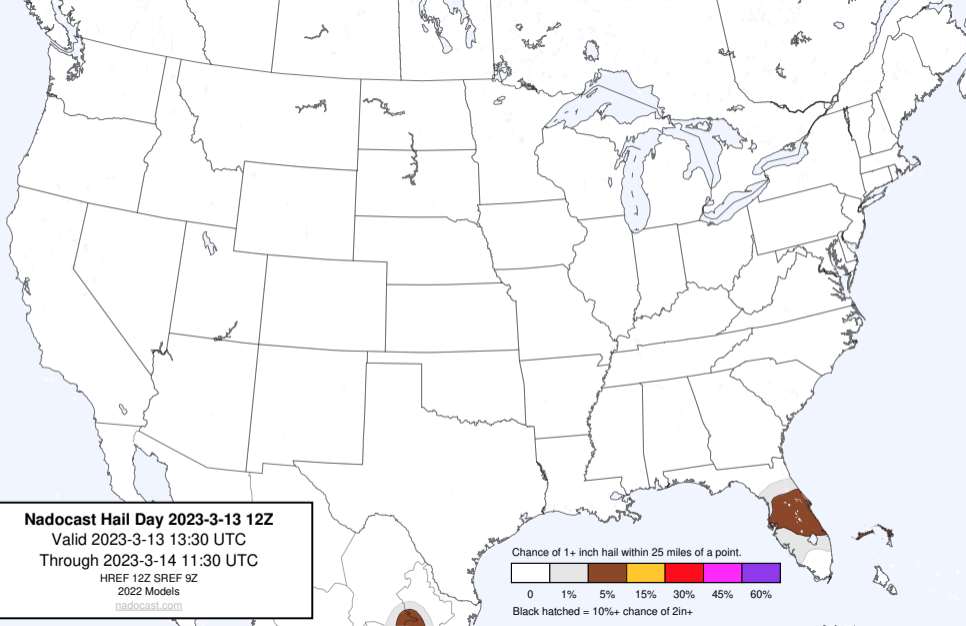 Nadocast Hail Day 2023-3-13 12Z
Valid 2023-3-13 13:30 UTC
Through 2023-3-14 11:30 UTC
HREF 12Z SREF 9Z
2022 Models
nadocast.com
Chance of 1+ inch hail within 25 miles of a point.
0 1% 5% 15% 30% 45% 60%
Black hatched = 10%+ chance of 2in+